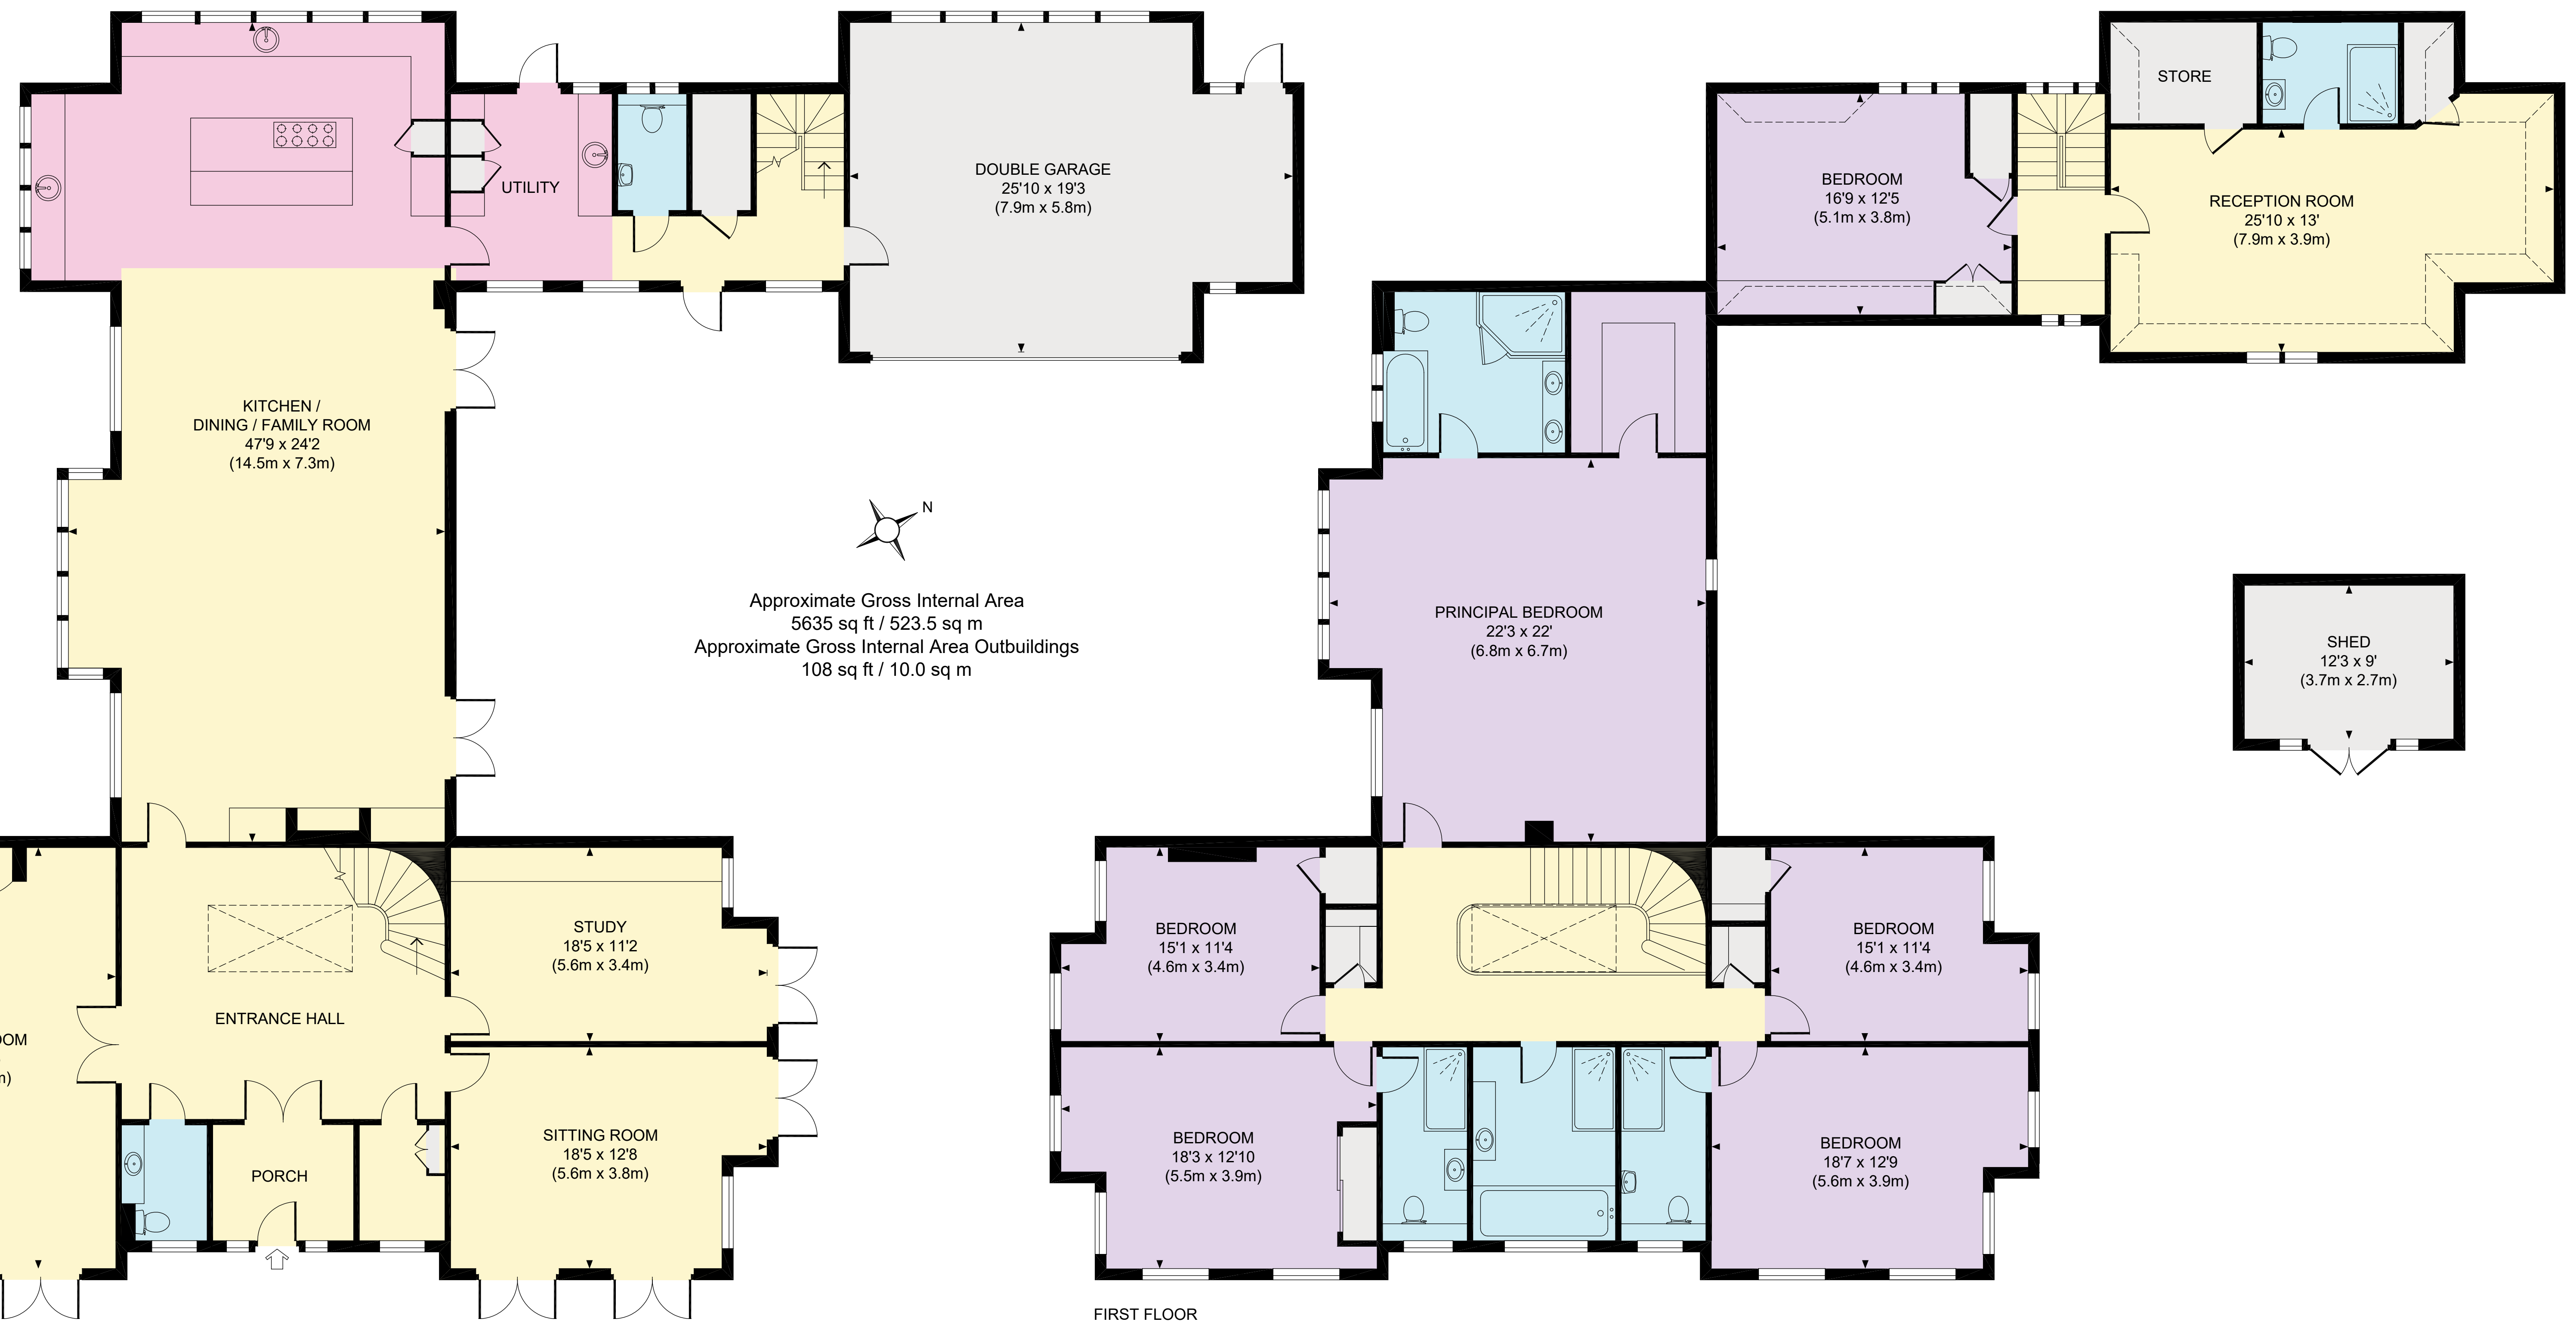 UTILITY
DOUBLE GARAGE
25'10 x 19'3
(7.9m x 5.8m)
KITCHEN /
DINING / FAMILY ROOM
47'9 x 24'2
(14.5m x 7.3m)
N
Approximate Gross Internal Area
5635 sq ft / 523.5 sq m
Approximate Gross Internal Area Outbuildings
108 sq ft / 10.0 sq m
STUDY
18'5 x 11'2
(5.6m x 3.4m)
ENTRANCE HALL
OOM
m)
SITTING ROOM
18'5 x 12'8
(5.6m x 3.8m)
PORCH
STORE
BEDROOM
16'9 x 12'5
(5.1m x 3.8m)
RECEPTION ROOM
25'10 x 13'
(7.9m x 3.9m)
PRINCIPAL BEDROOM
22'3 x 22'
(6.8m x 6.7m)
SHED
12'3 x 9'
(3.7m x 2.7m)
BEDROOM
15'1 x 11'4
(4.6m x 3.4m)
BEDROOM
15'1 x 11'4
(4.6m x 3.4m)
BEDROOM
18'3 x 12'10
(5.5m x 3.9m)
BEDROOM
18'7 x 12'9
(5.6m x 3.9m)
FIRST FLOOR